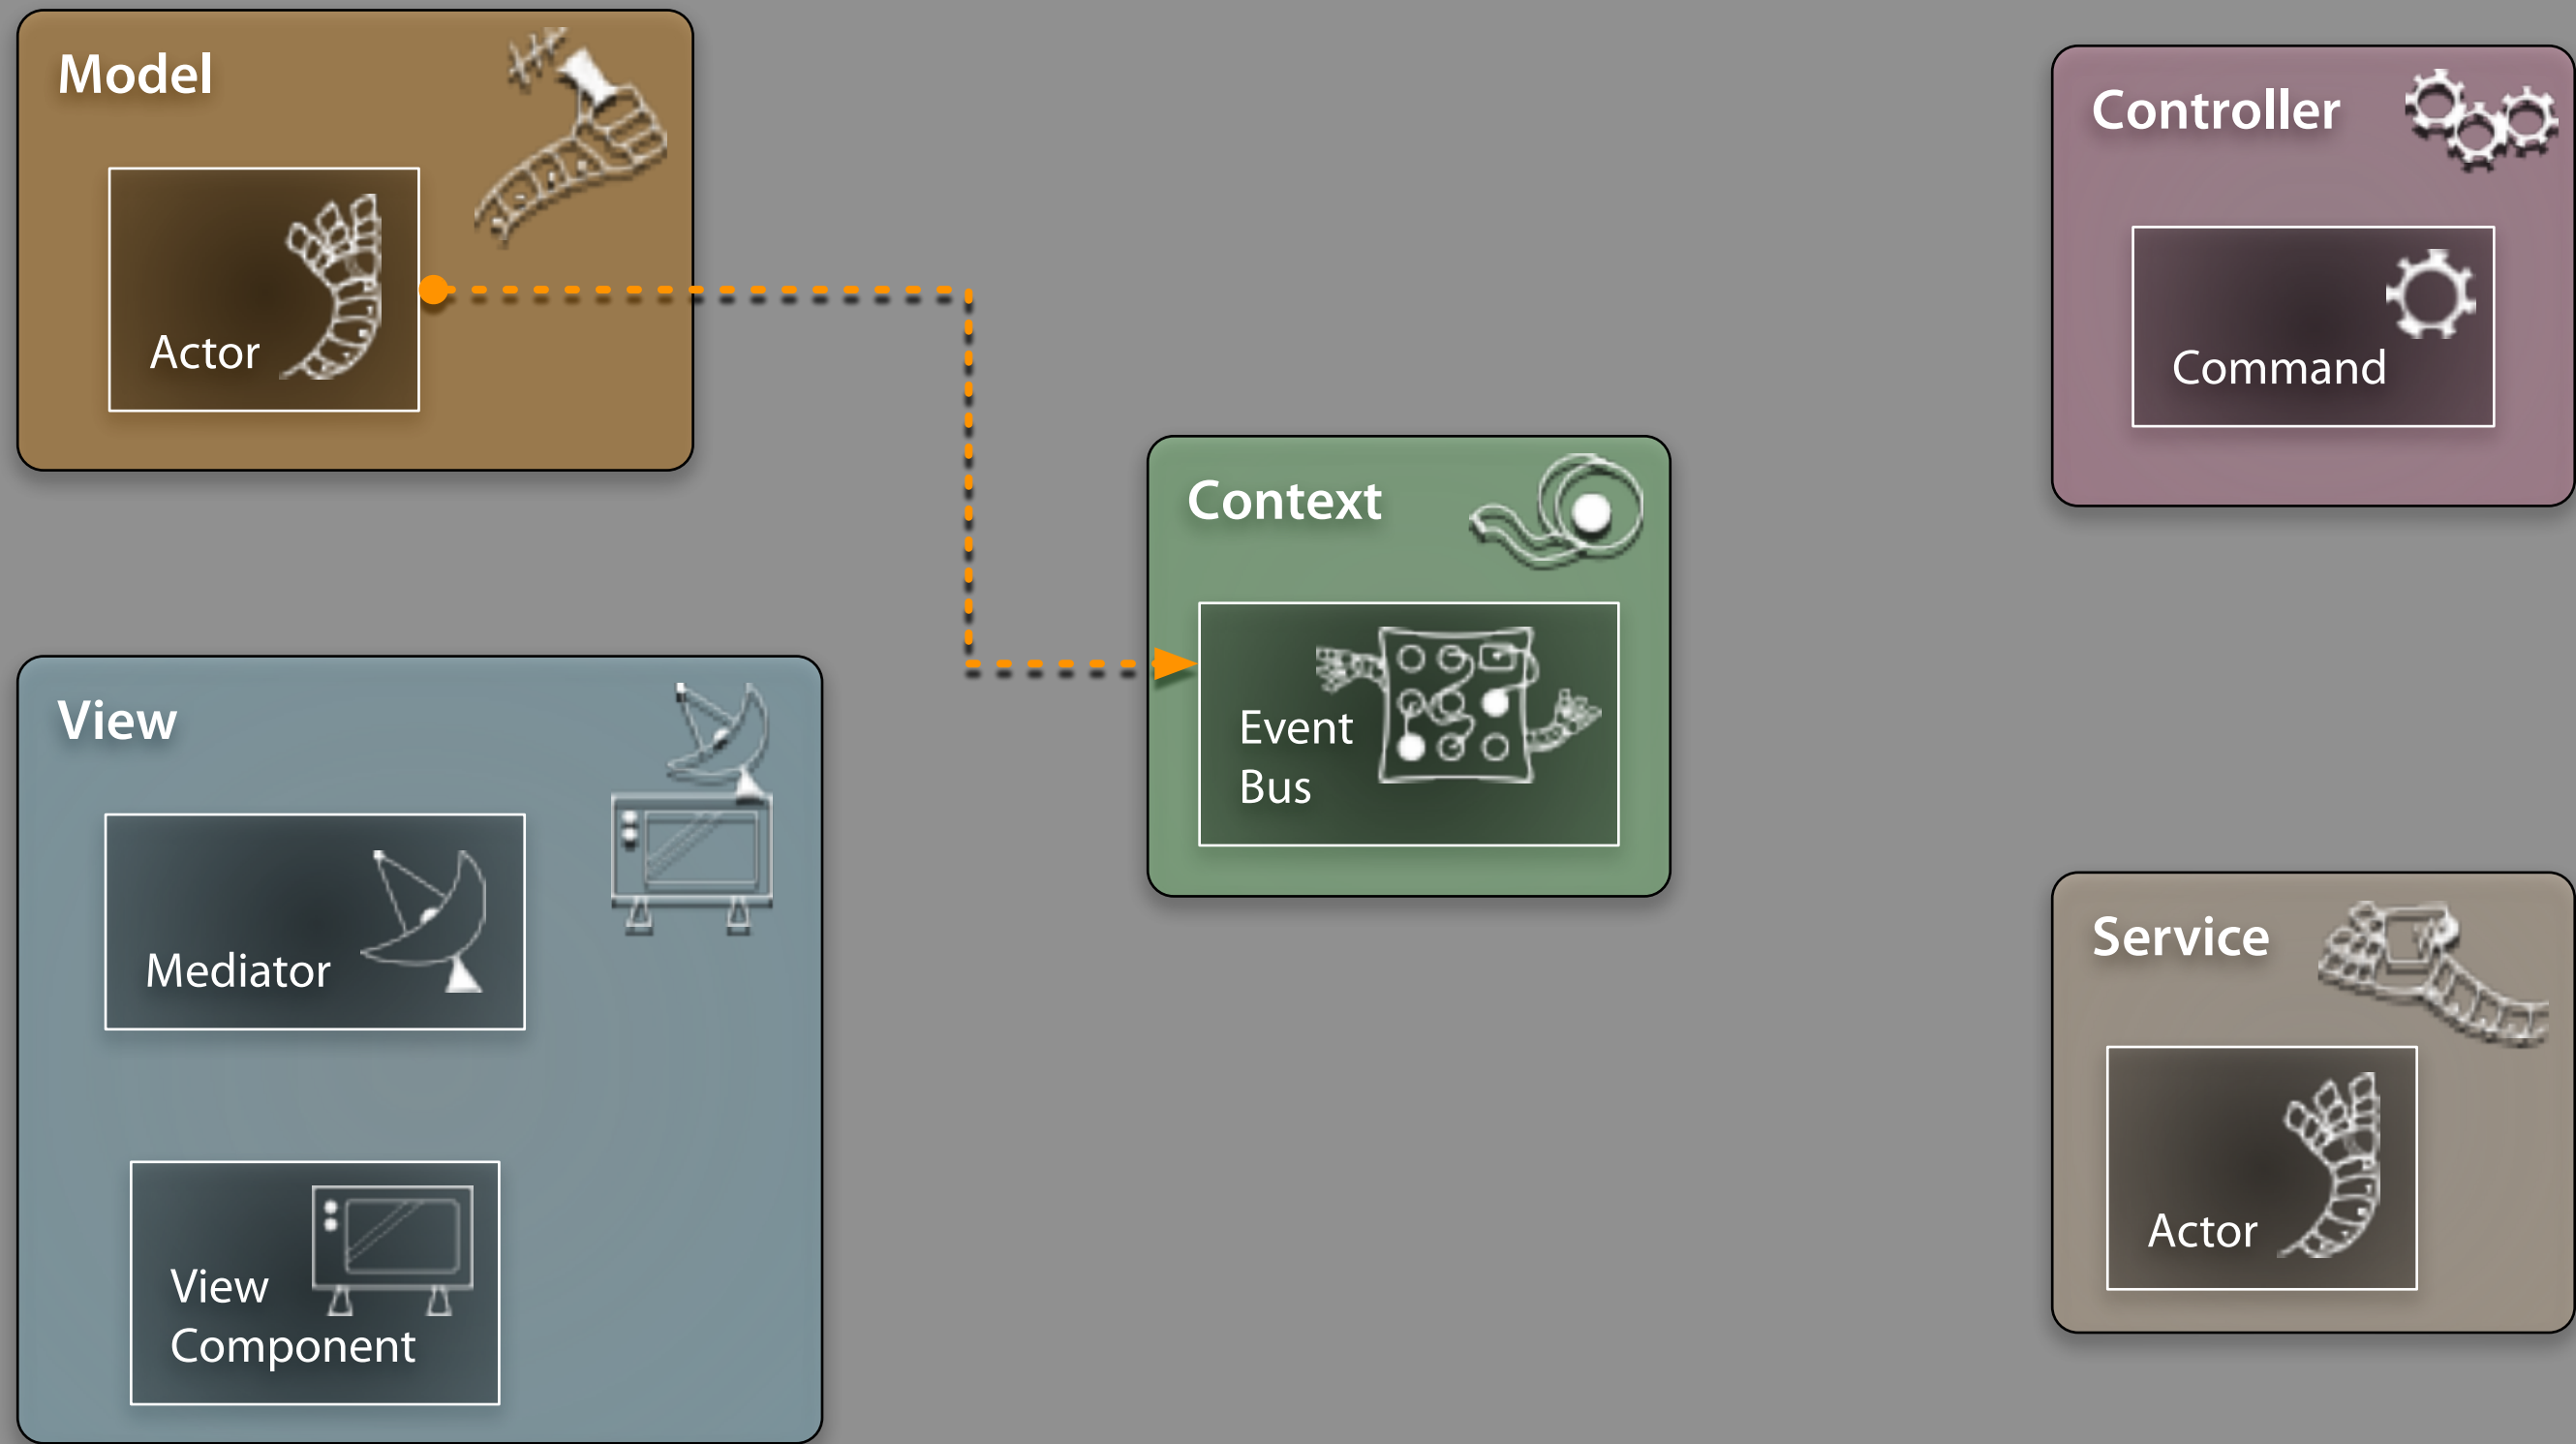 Model
Actor
View
Mediator
View
Component
Context
Event
Bus
Controller
Command
Service
Actor